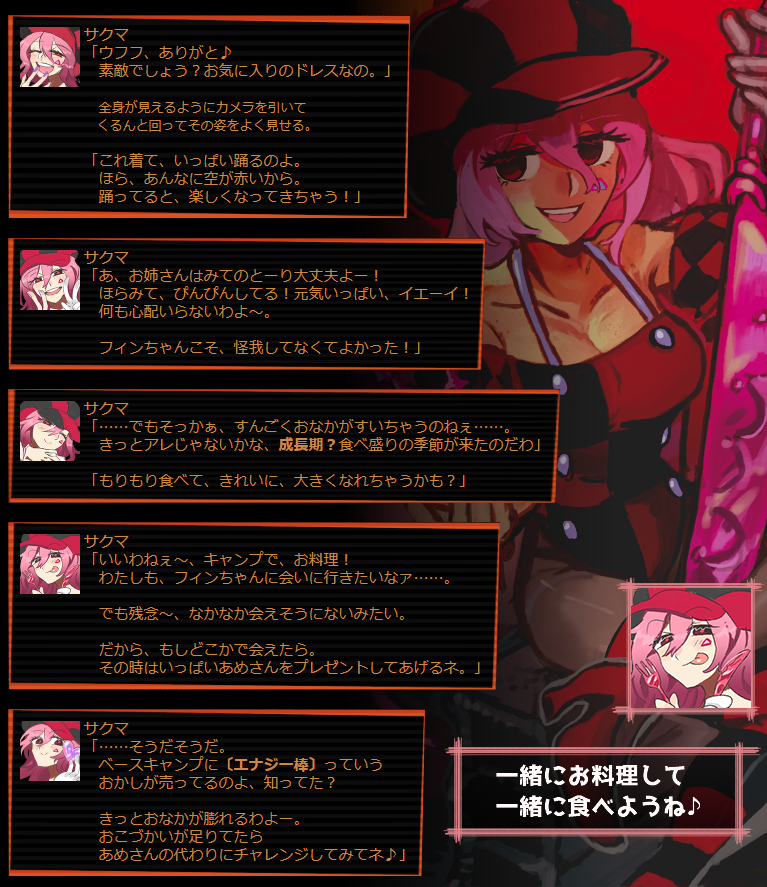 サクマ
「ウフフ、ありがと♪
素敵でしょう？お気に入りのドレスなの。」
全身が見えるようにカメラを引いて
くるんと回ってその姿をよく見せる。
「これ着て、いっぱい踊るのよ。
ほら、あんなに空が赤いから。
踊ってると、楽しくなってきちゃう！」
サクマ
「あ、お姉さんはみてのとーり大丈夫よー！
ほらみて、ぴんぴんしてる！元気いっぱい、イエーイ！
何も心配いらないわよ～。
フィンちゃんこそ、怪我してなくてよかった！」
サクマ
「……でもそっかぁ、すんごくおなかがすいちゃうのねぇ……。
きっとアレじゃないかな、成長期？食べ盛りの季節が来たのだわ」
「もりもり食べて、きれいに、大きくなれちゃうかも？」
サクマ
「いいわねぇ～、キャンプで、お料理！
わたしも、フィンちゃんに会いに行きたいなァ……。
でも残念～、なかなか会えそうにないみたい。
だから、もしどこかで会えたら。
その時はいっぱいあめさんをプレゼントしてあげるネ。」
サクマ
「……そうだそうだ。
ベースキャンプに〔エナジー棒〕っていう
おかしが売ってるのよ、知ってた？
きっとおなかが膨れるわよー。
おこづかいが足りてたら
あめさんの代わりにチャレンジしてみてネ♪」
一緒にお料理して
一緒に食べようね♪